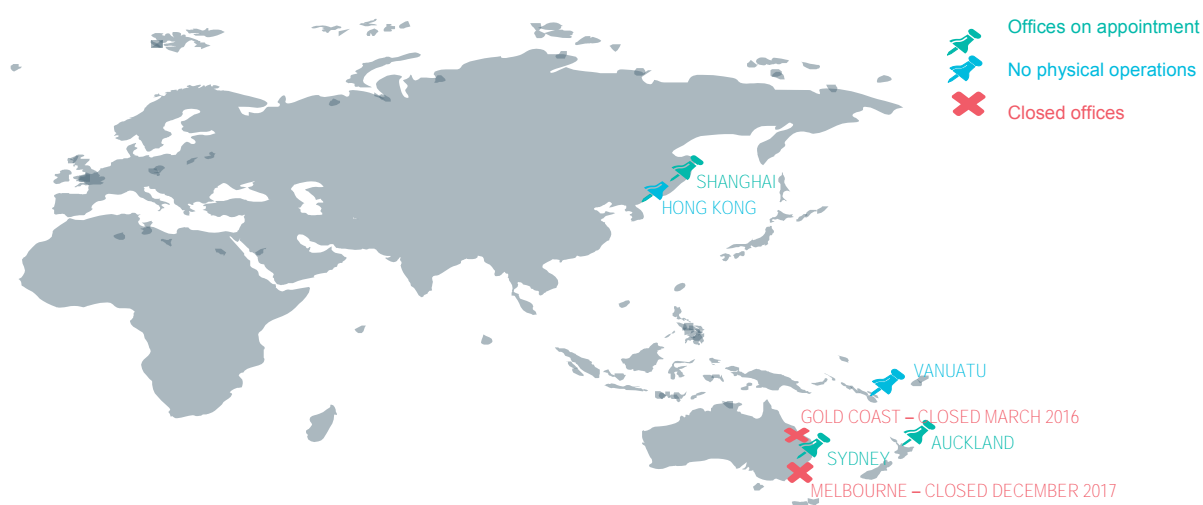 Offices on appointment
No physical operations
Closed offices
SHANGHAI
HONG KONG
VANUATU
GOLD COAST – CLOSED MARCH 2016
AUCKLAND
SYDNEY
MELBOURNE – CLOSED DECEMBER 2017